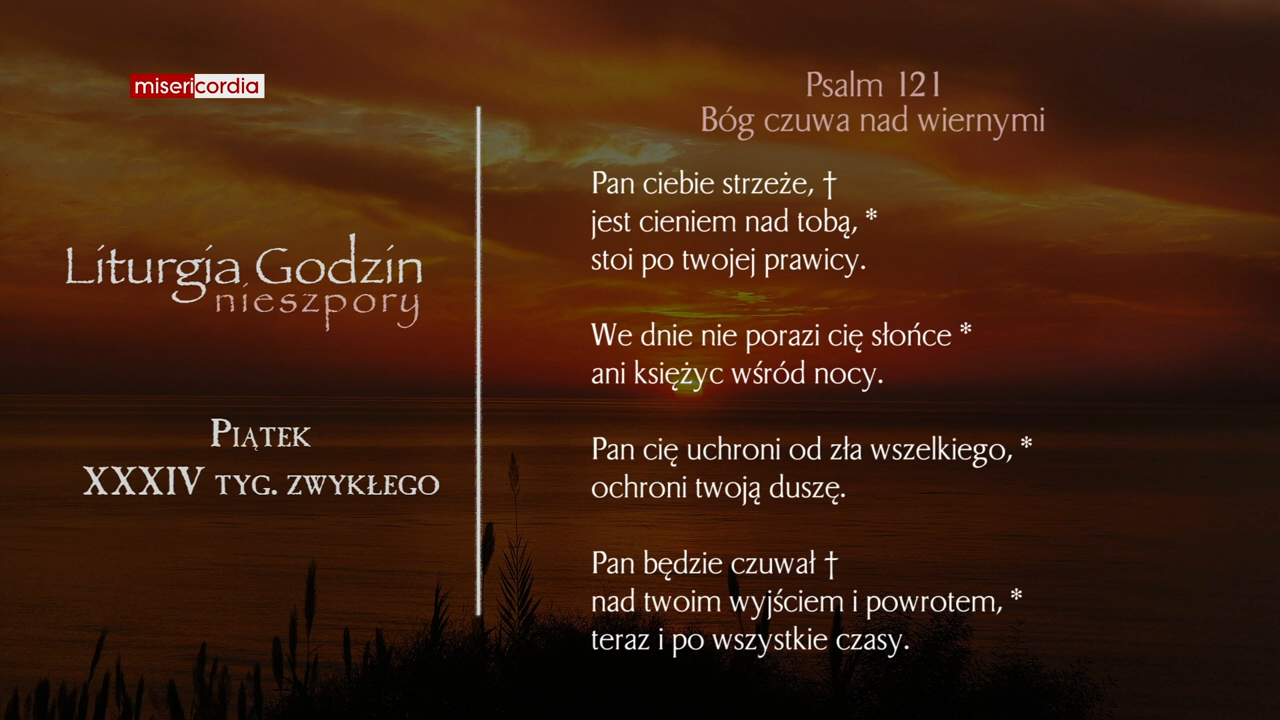 misericordia
Liturgia Godzin
nieszpory
Piątek
XXXIV tyg. zwykłego
Psalm 121
Bóg czuwa nad wiernymi
Pan ciebie strzeże, †
jest cieniem nad tobą, *
stoi po twojej prawicy.
We dnie nie porazi cię słońce *
ani księżyc wśród nocy.
Pan cię uchroni od zła wszelkiego, *
ochroni twoją duszę.
Pan będzie czuwał †
nad twoim wyjściem i powrotem, *
teraz i po wszystkie czasy.